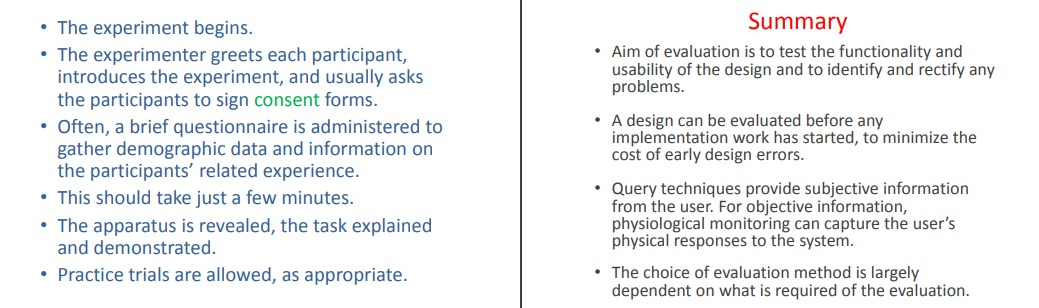 • The experiment begins.
• The experimenter greets each participant,
introduces the experiment, and usually asks
the participants to sign consent forms.
• Often, a brief questionnaire is administered to
gather demographic data and information on
the participants’ related experience.
• This should take just a few minutes.
• The apparatus is revealed, the task explained
and demonstrated.
• Practice trials are allowed, as appropriate.
Summary
• Aim of evaluation is to test the functionality and
usability of the design and to identify and rectify any
problems.
• A design can be evaluated before any
implementation work has started, to minimize the
cost of early design errors.
• Query techniques provide subjective information
from the user. For objective information,
physiological monitoring can capture the user’s
physical responses to the system.
• The choice of evaluation method is largely
dependent on what is required of the evaluation.